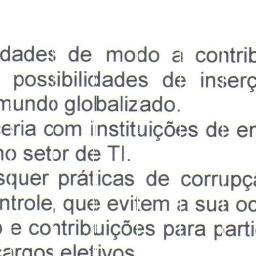 dades de modo a contrib
possibilidades de inserç
mundo globalizado.
ceria com instituições de en
no setor de TI.
squer práticas de corrupç
ntrole, que evitem a sua oc
o e contribuições para parti
cargos eletivos